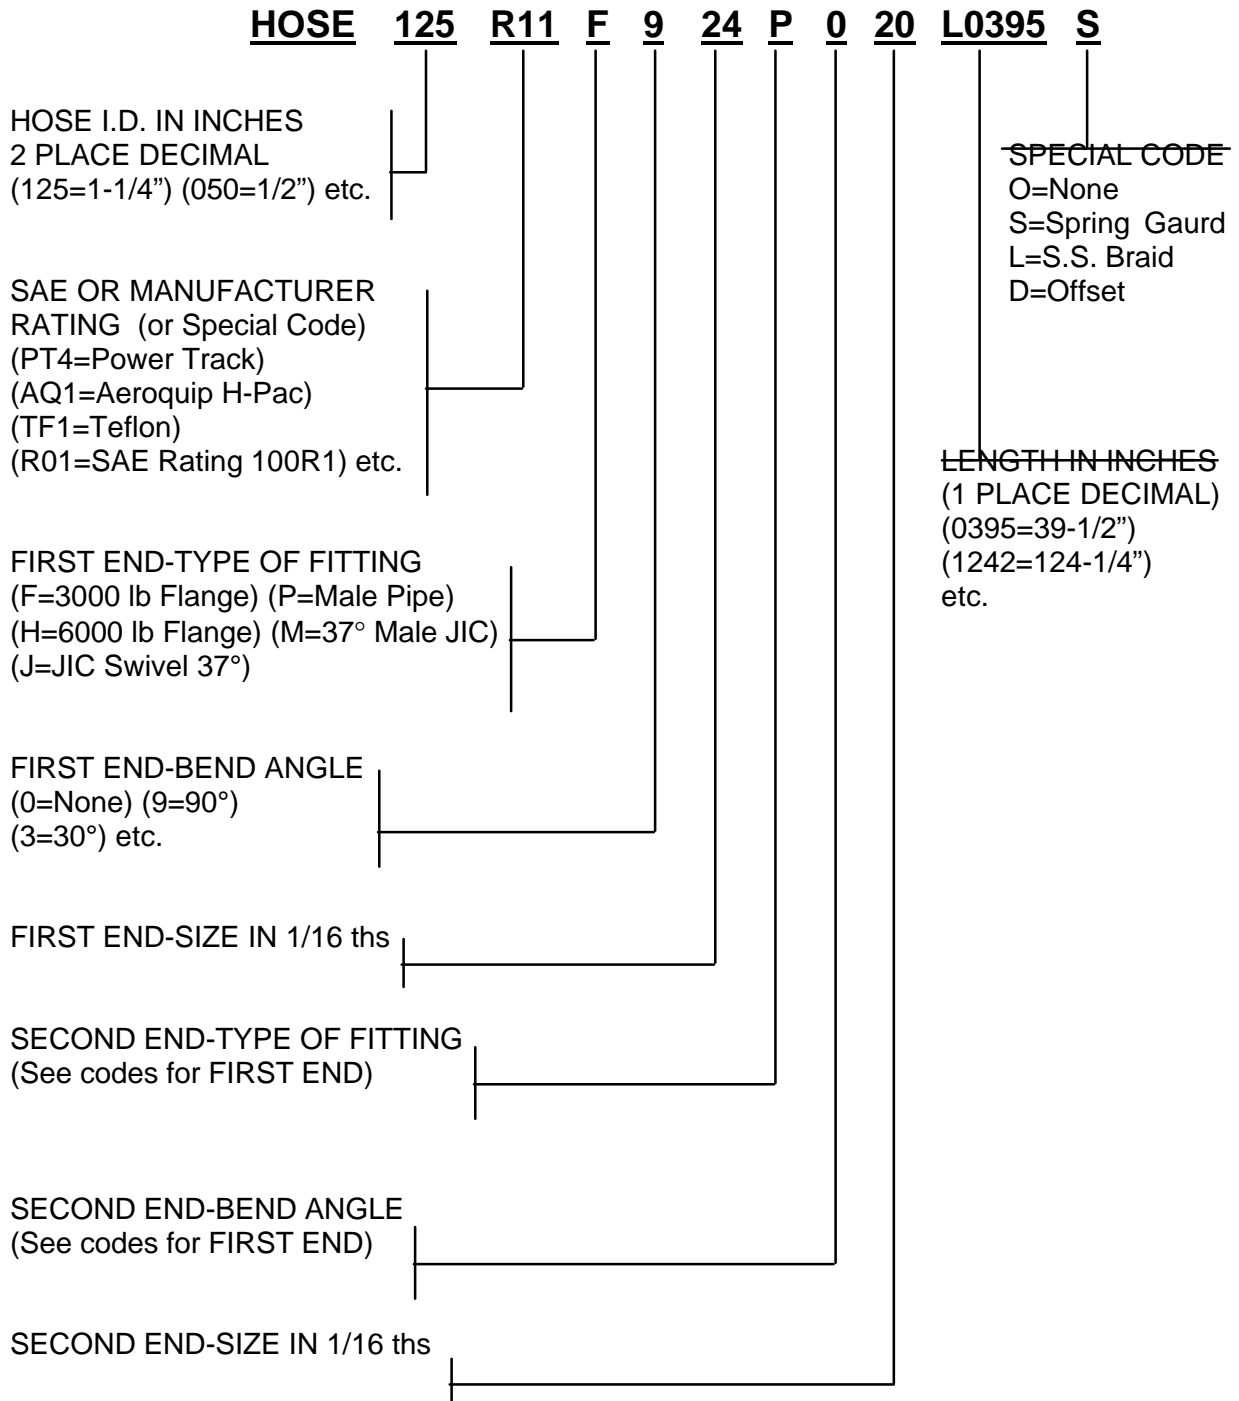 HOSE 125 R11 F 9 24 P 0 20 L0395 S
HOSE I.D. IN INCHES
2 PLACE DECIMAL
(125=1-1/4”) (050=1/2”) etc.
SPECIAL CODE
O=None
S=Spring Gaurd
L=S.S. Braid
D=Offset
SAE OR MANUFACTURER
RATING (or Special Code)
(PT4=Power Track)
(AQ1=Aeroquip H-Pac)
(TF1=Teflon)
(R01=SAE Rating 100R1) etc.
LENGTH IN INCHES
(1 PLACE DECIMAL)
(0395=39-1/2”)
(1242=124-1/4”)
etc.
FIRST END-TYPE OF FITTING
(F=3000 lb Flange) (P=Male Pipe)
(H=6000 lb Flange) (M=37° Male JIC)
(J=JIC Swivel 37°)
FIRST END-BEND ANGLE
(0=None) (9=90°)
(3=30°) etc.
FIRST END-SIZE IN 1/16 ths
SECOND END-TYPE OF FITTING
(See codes for FIRST END)
SECOND END-BEND ANGLE
(See codes for FIRST END)
SECOND END-SIZE IN 1/16 ths